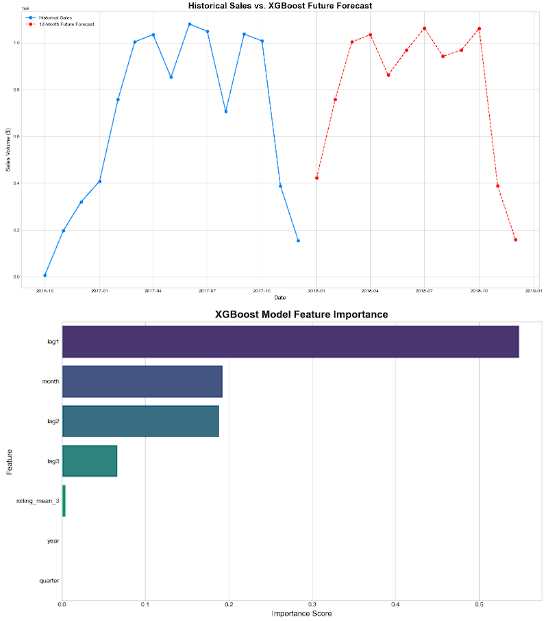 Historical Sales vs. XGBoost Future Forecast
1e6
Historical Sales
12-Month Future Forecast
1.0
0.8
0.6
0.4
0.2
0.0
Sales Volume ($)
2016-10
2017-01
2017-04
2017-07
2017-10
2018-01
2018-04
2018-07
2018-10
2019-01
Date
XGBoost Model Feature Importance
lag1
month
lag2
lag3
rolling_mean_3
year
quarter
Feature
0.0
0.1
0.2
0.3
0.4
0.5
Importance Score